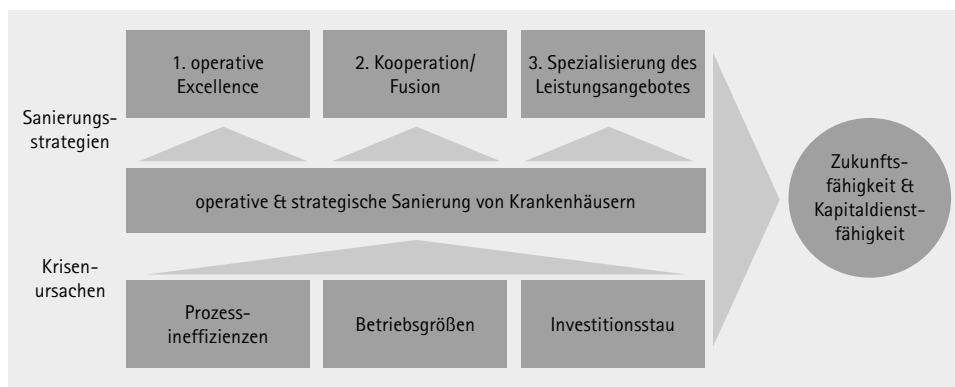 1. operative
Excellence
2. Kooperation/
Fusion
3. Spezialisierung des
Leistungsangebotes
Sanierungs-
strategien
operative & strategische Sanierung von Krankenhäusern
Zukunfts-
fähigkeit &
Kapitaldienst-
fähigkeit
Krisen-
ursachen
Prozess-
ineffizienzen
Betriebsgrößen
Investitionsstau